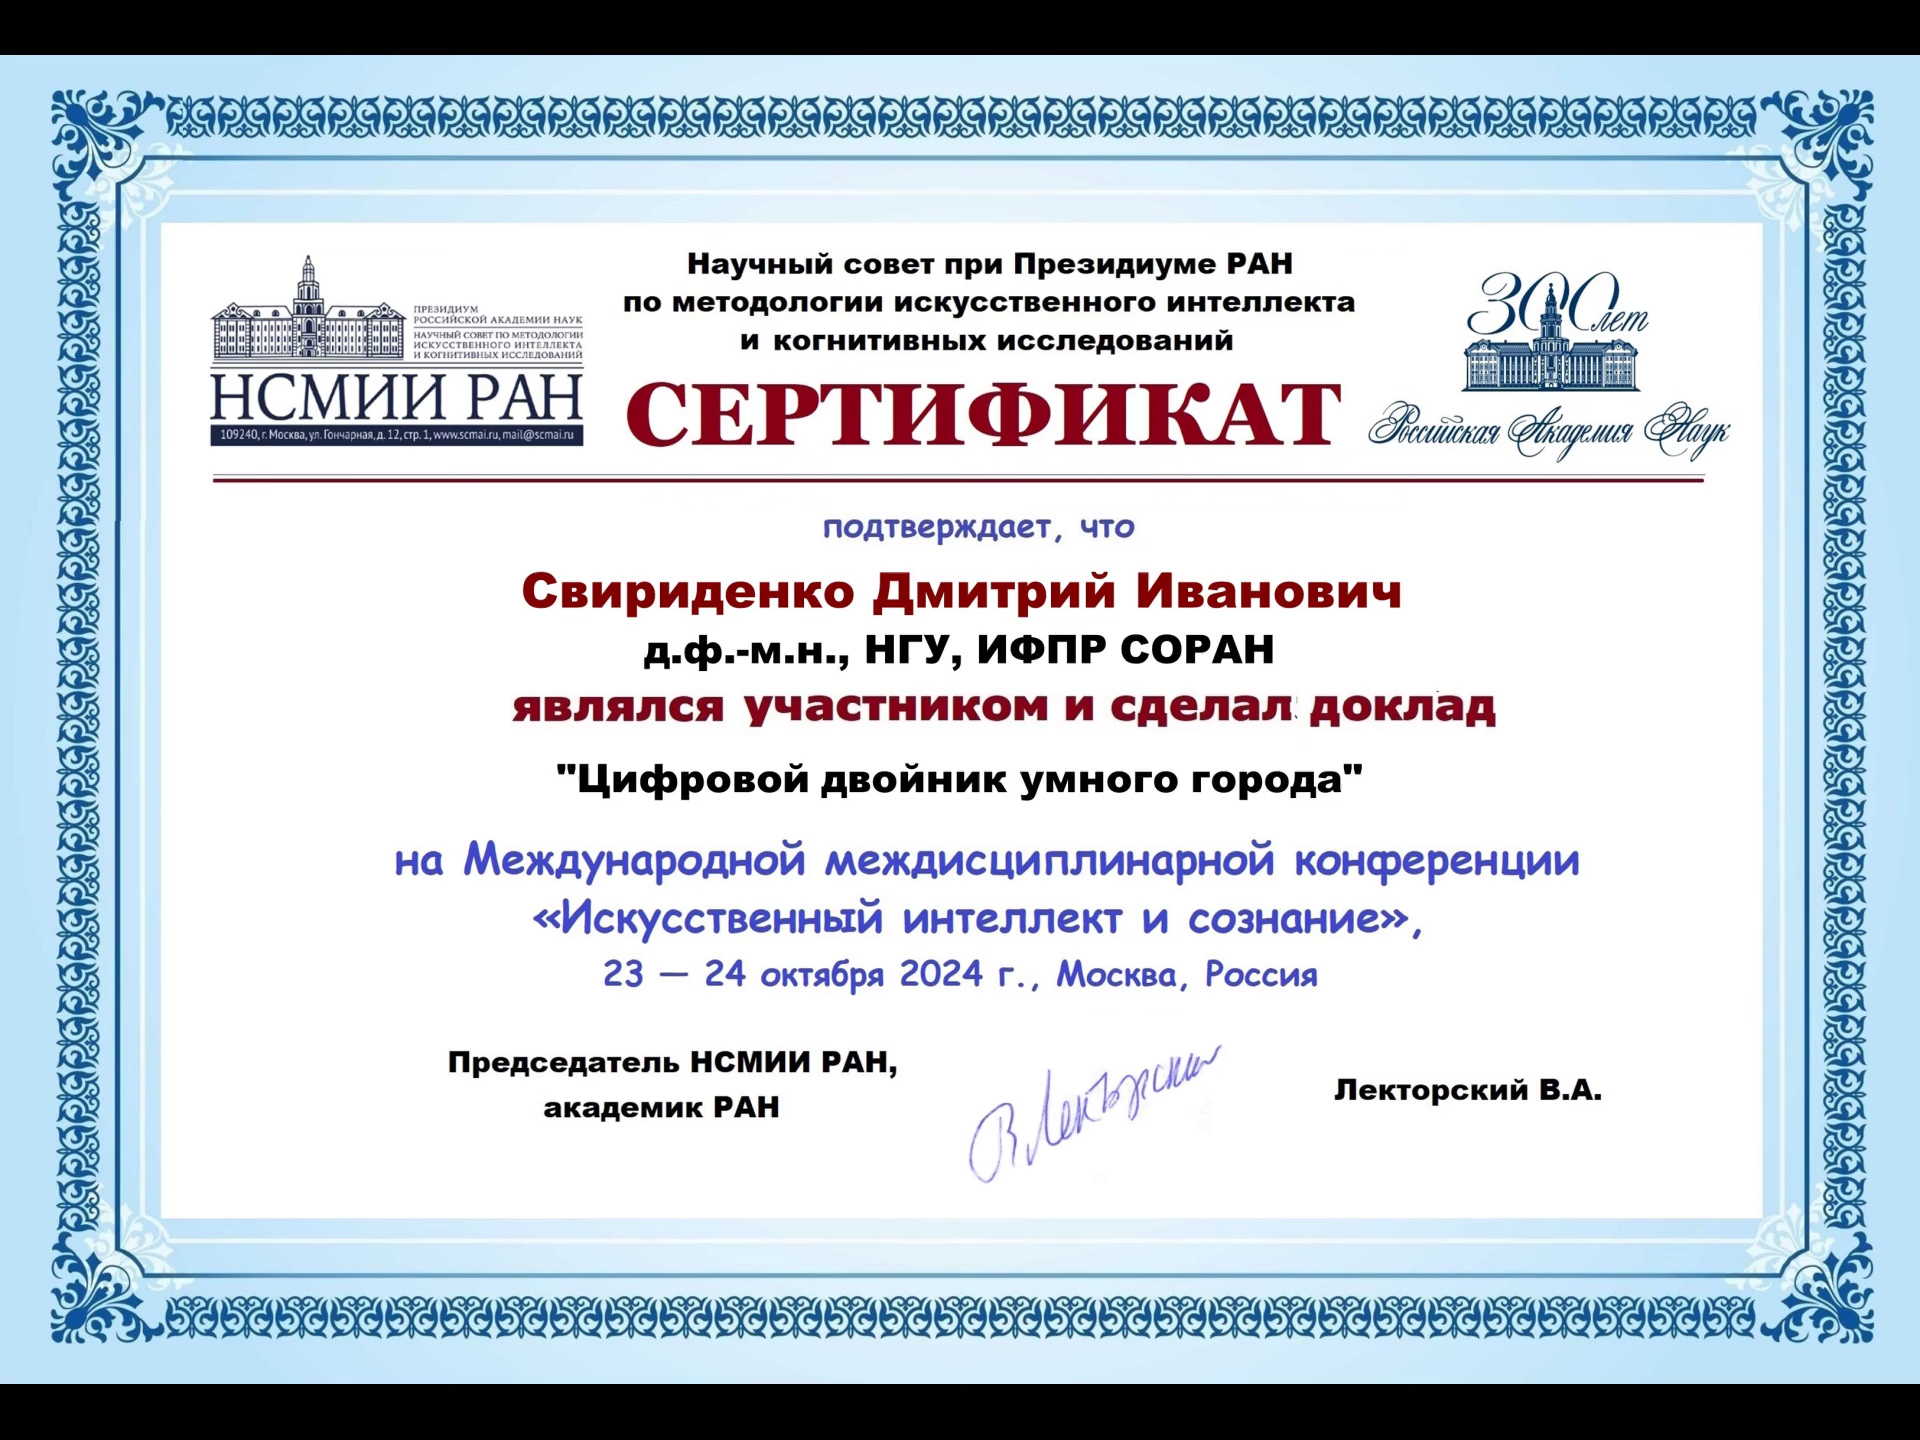 Научный совет при Президиуме РАН
по методологии искусственного интеллекта
и когнитивных исследований
ПРЕЗИДИУМ
РОССИЙСКОЙ АКАДЕМИИ НАУК
НАУЧНЫЙ СОВЕТ ПО МЕТОДОЛОГИИ
ИСКУССТВЕННОГО ИНТЕЛЛЕКТА
И КОГНИТИВНЫХ ИССЛЕДОВАНИЙ
НСМИИ РАН
109240, г. Москва, ул. Гончарная, д. 12, стр. 1, www.scmai.ru, mail@scmai.ru
СЕРТИФИКАТ
300 лет
Российская Академия Наук
подтверждает, что
Свириденко Дмитрий Иванович
д.ф.-м.н., НГУ, ИФПР СОРАН
являлся участником и сделал доклад
"Цифровой двойник умного города"
на Международной междисциплинарной конференции
«Искусственный интеллект и сознание»,
23 — 24 октября 2024 г., Москва, Россия
Председатель НСМИИ РАН,
академик РАН
В Лекторский
Лекторский В.А.